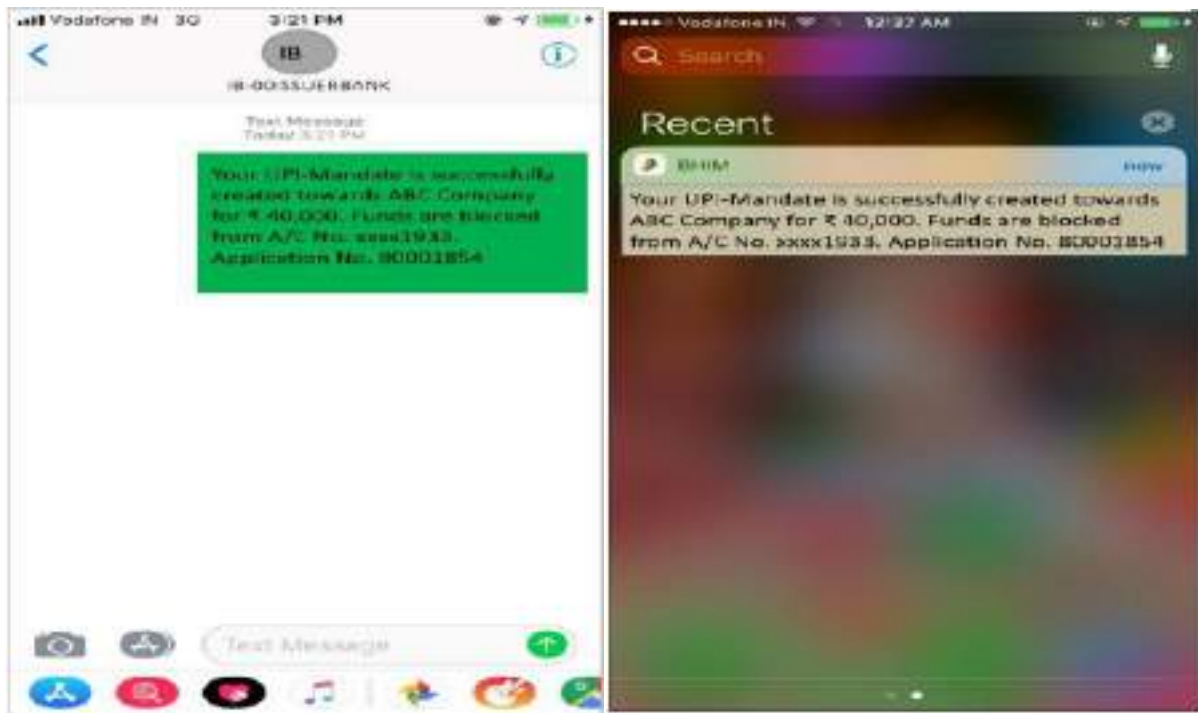 Vodafone IN 3G 3:21 PM
IB
IB-00ISSUERBANK
Text Message
Today 3:21 PM
Your UPI-Mandate is successfully
created towards ABC Company
for ₹ 40,000. Funds are blocked
from A/C No. xxxx1933.
Application No. 80001854
Text Message
Vodafone IN 12:37 AM
Search
Recent
BHIM now
Your UPI-Mandate is successfully created towards
ABC Company for ₹ 40,000. Funds are blocked
from A/C No. xxxx1933. Application No. 80001854